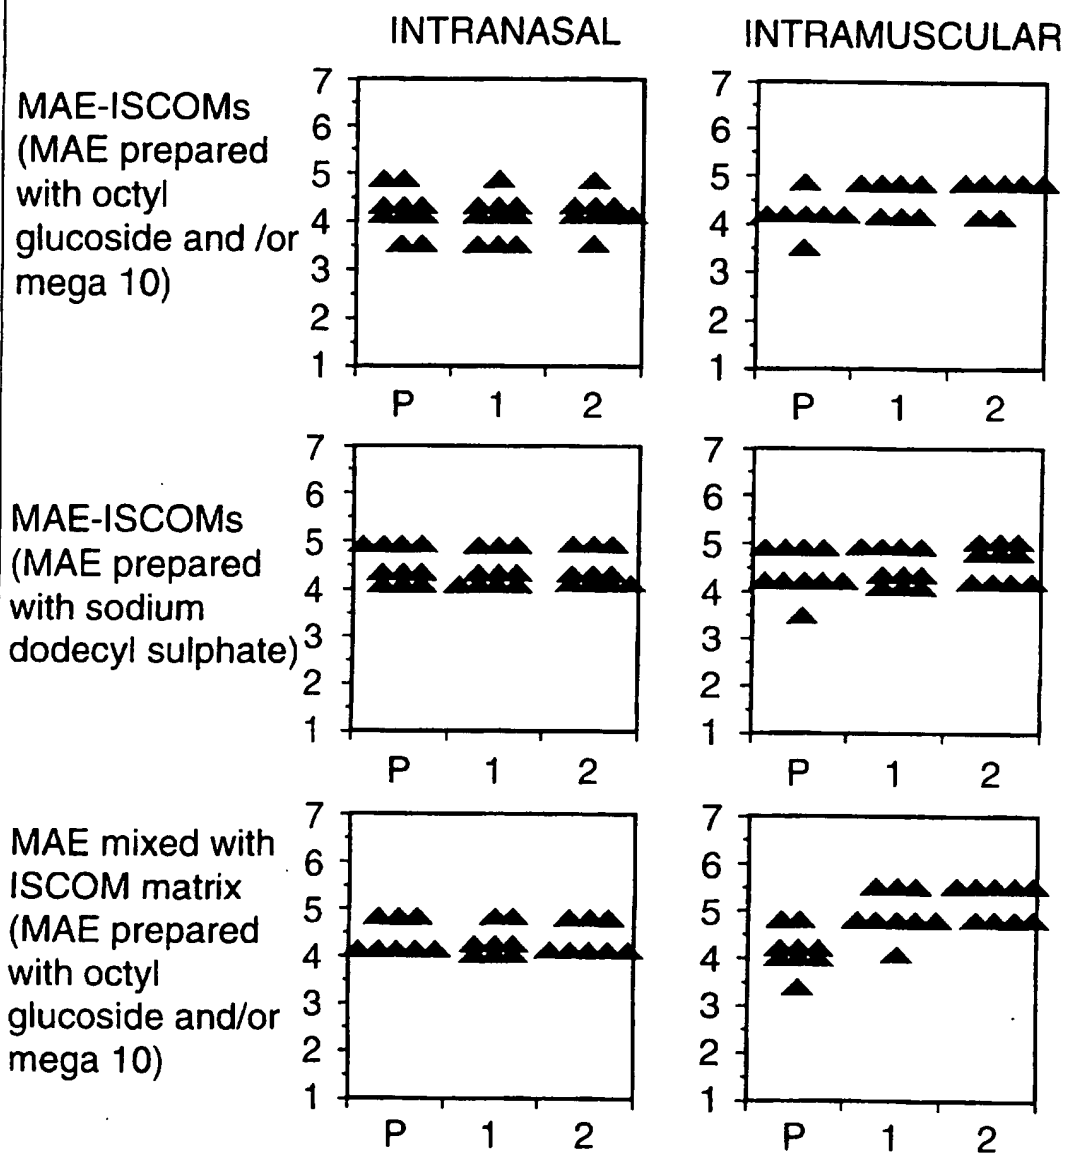 INTRANASAL
INTRAMUSCULAR
MAE-ISCOMs
(MAE prepared
with octyl
glucoside and /or
mega 10)
7
6
5
4
3
2
1
P 1 2
7
6
5
4
3
2
1
P 1 2
MAE-ISCOMs
(MAE prepared
with sodium
dodecyl sulphate)
7
6
5
4
3
2
1
P 1 2
7
6
5
4
3
2
1
P 1 2
MAE mixed with
ISCOM matrix
(MAE prepared
with octyl
glucoside and/or
mega 10)
7
6
5
4
3
2
1
P 1 2
7
6
5
4
3
2
1
P 1 2